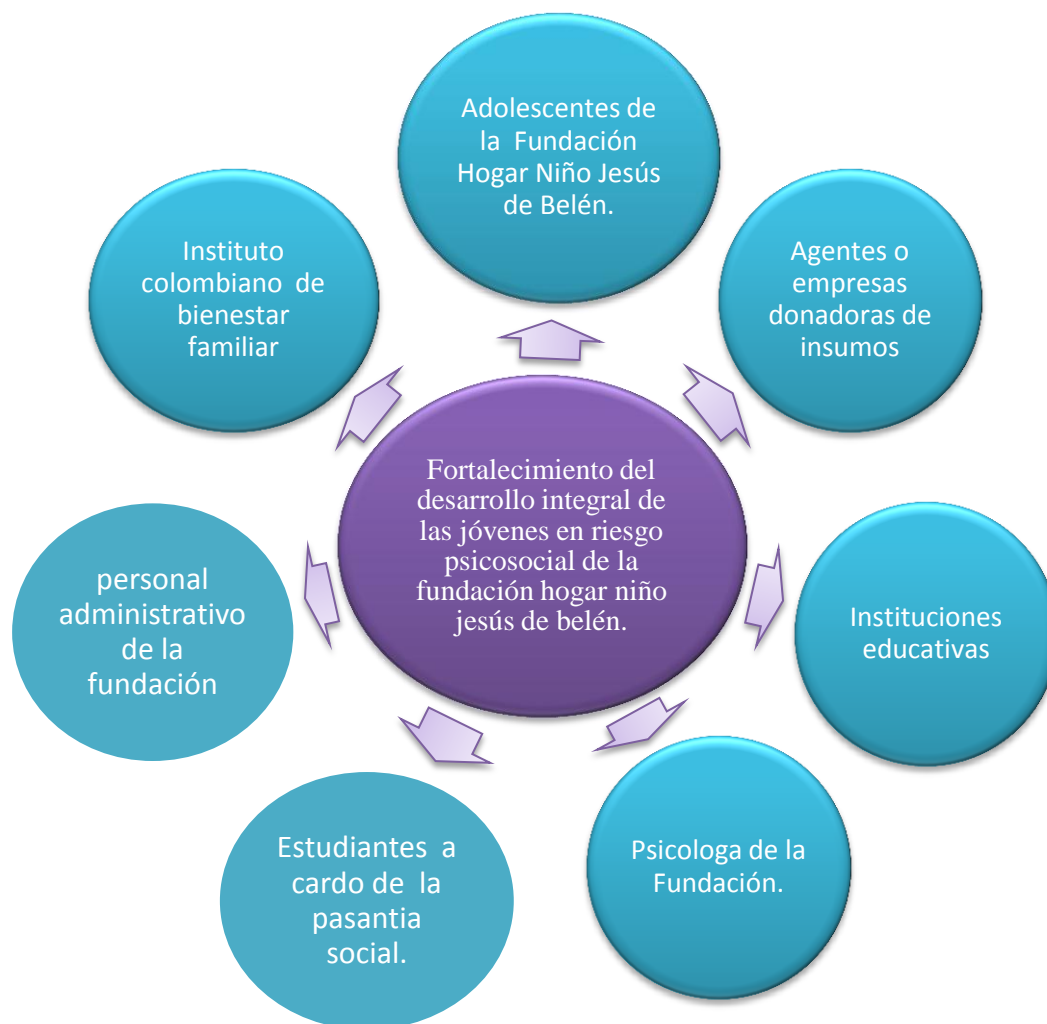 Adolescentes de
la Fundación
Hogar Niño Jesús
de Belén.
Instituto
colombiano de
bienestar
familiar
Agentes o
empresas
donadoras de
insumos
Fortalecimiento del
desarrollo integral de
las jóvenes en riesgo
psicosocial de la
fundación hogar niño
jesús de belén.
personal
administrativo
de la
fundación
Instituciones
educativas
Estudiantes a
cardo de la
pasantia
social.
Psicologa de la
Fundación.